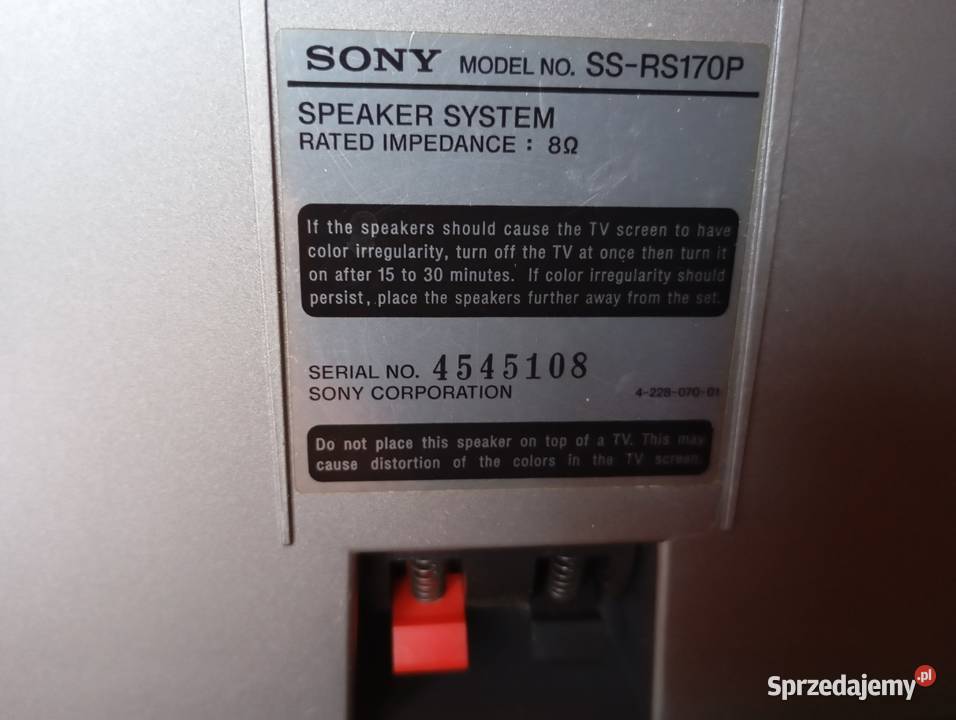 SONY MODEL NO. SS-RS170P
SPEAKER SYSTEM
RATED IMPEDANCE : 8Ω
If the speakers should cause the TV screen to have
color irregularity, turn off the TV at once then turn it
on after 15 to 30 minutes. If color irregularity should
persist, place the speakers further away from the set.
SERIAL NO. 4545108
SONY CORPORATION 4-228-070-01
Do not place this speaker on top of a TV. This may
cause distortion of the colors in the TV screen.
Sprzedajemy.pl